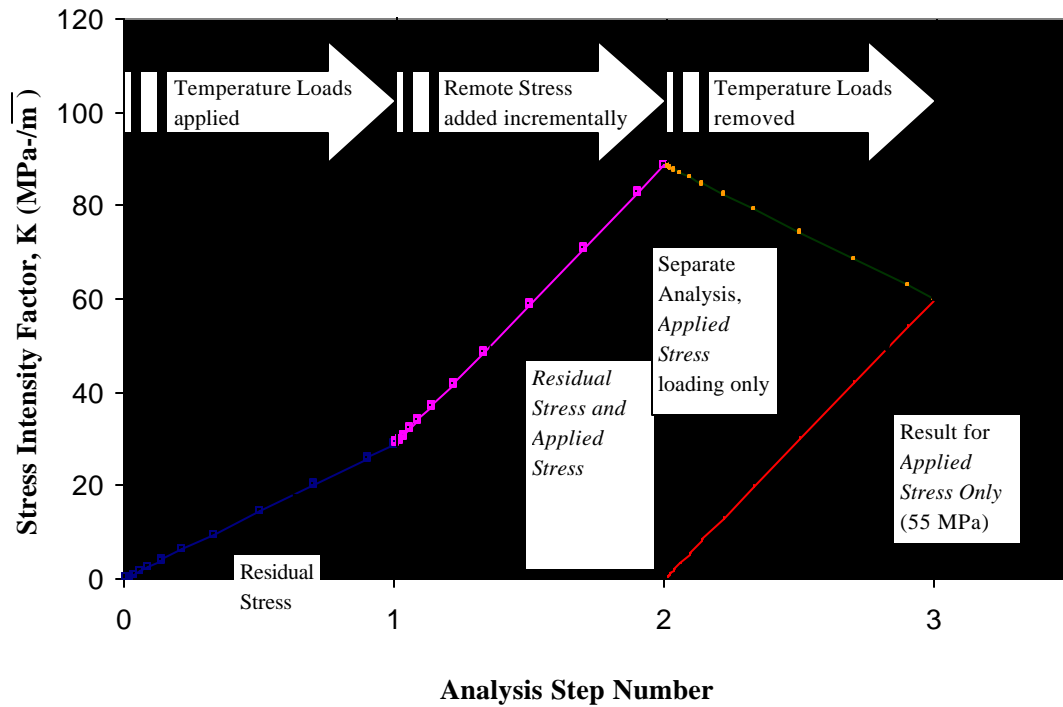 120
100
80
60
40
20
0
0
1
2
3
Stress Intensity Factor, K (MPa-/m)
Analysis Step Number
Temperature Loads
applied
Remote Stress
added incrementally
Temperature Loads
removed
Separate
Analysis,
Applied
Stress
loading only
Residual
Stress and
Applied
Stress
Result for
Applied
Stress Only
(55 MPa)
Residual
Stress